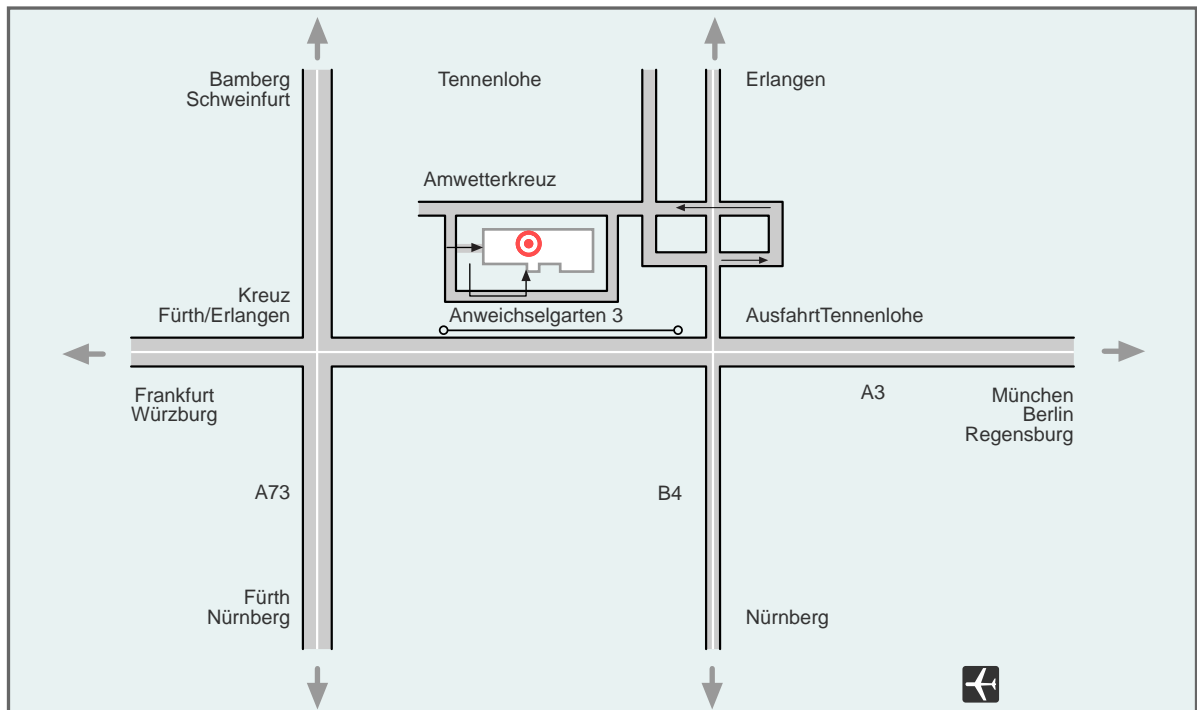 Bamberg
Schweinfurt
Tennenlohe
Erlangen
Amwetterkreuz
Kreuz
Fürth/Erlangen
Anweichselgarten 3
AusfahrtTennenlohe
Frankfurt
Würzburg
A3
München
Berlin
Regensburg
A73
B4
Fürth
Nürnberg
Nürnberg